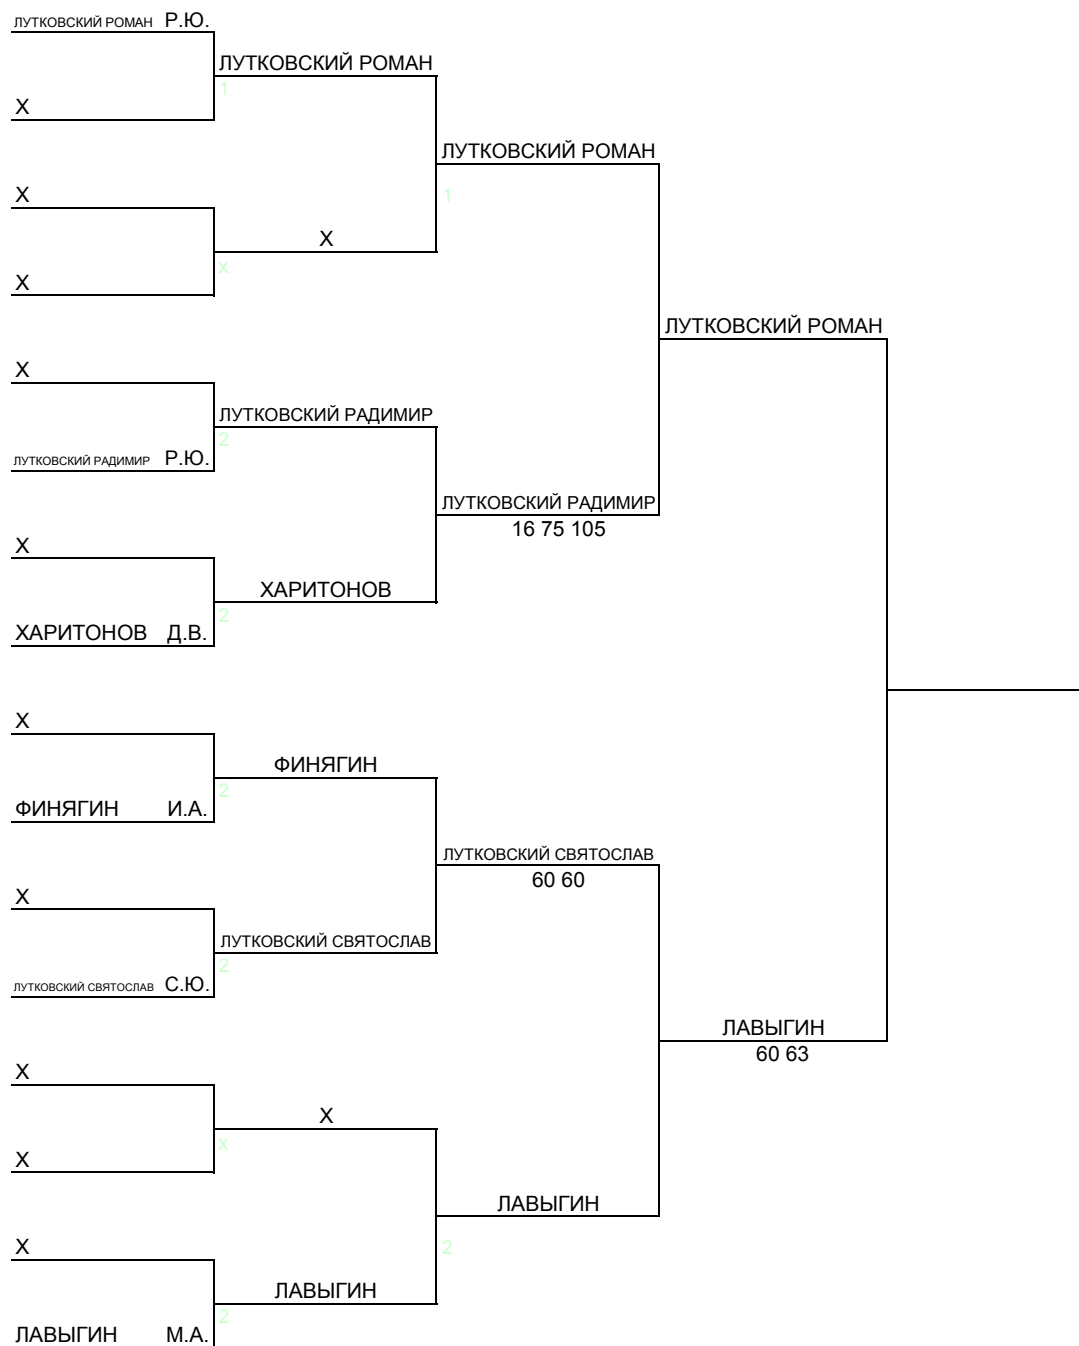 ЛУТКОВСКИЙ РОМАН Р.Ю.
ЛУТКОВСКИЙ РОМАН
1
X
ЛУТКОВСКИЙ РОМАН
X
1
X
x
X
ЛУТКОВСКИЙ РОМАН
X
ЛУТКОВСКИЙ РАДИМИР
2
ЛУТКОВСКИЙ РАДИМИР Р.Ю.
ЛУТКОВСКИЙ РАДИМИР
16 75 105
X
ХАРИТОНОВ
2
ХАРИТОНОВ Д.В.
X
ФИНЯГИН
2
ФИНЯГИН И.А.
ЛУТКОВСКИЙ СВЯТОСЛАВ
60 60
X
ЛУТКОВСКИЙ СВЯТОСЛАВ
2
ЛУТКОВСКИЙ СВЯТОСЛАВ С.Ю.
ЛАВЫГИН
60 63
X
X
x
X
ЛАВЫГИН
2
X
ЛАВЫГИН
2
ЛАВЫГИН М.А.